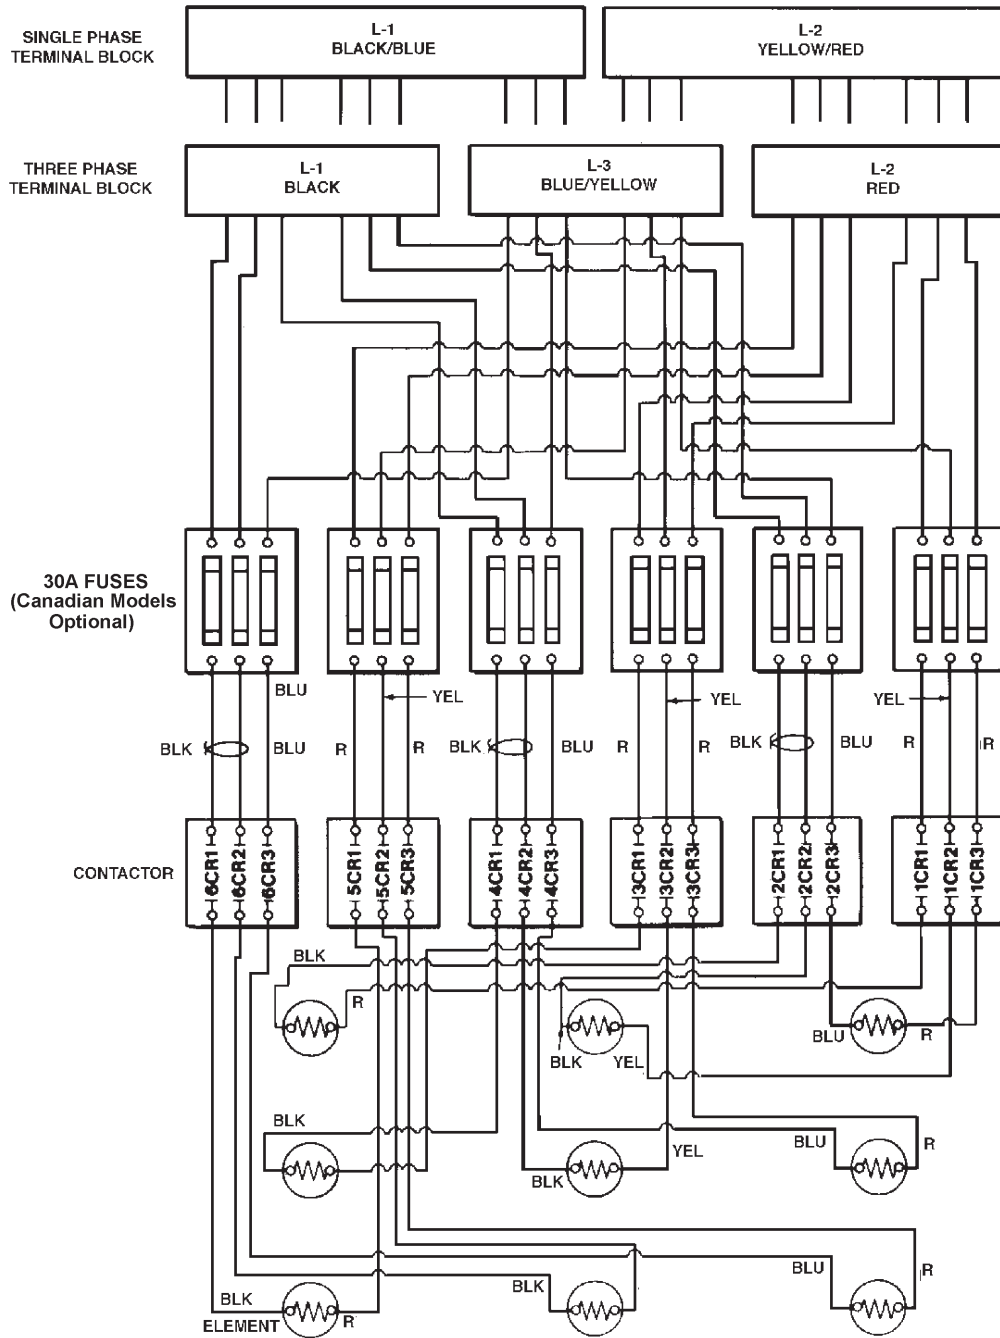 SINGLE PHASE
TERMINAL BLOCK
L-1
BLACK/BLUE
L-2
YELLOW/RED
THREE PHASE
TERMINAL BLOCK
L-1
BLACK
L-3
BLUE/YELLOW
L-2
RED
30A FUSES
(Canadian Models
Optional)
BLU
YEL
YEL
YEL
BLK
BLU
R
R
BLK
BLU
R
R
BLK
BLU
R
R
CONTACTOR
6CR1
6CR2
6CR3
5CR1
5CR2
5CR3
4CR1
4CR2
4CR3
3CR1
3CR2
3CR3
2CR1
2CR2
2CR3
1CR1
1CR2
1CR3
BLK
R
BLK
YEL
BLU
R
BLK
BLK
YEL
BLU
R
BLK
ELEMENT
R
BLK
BLU
R